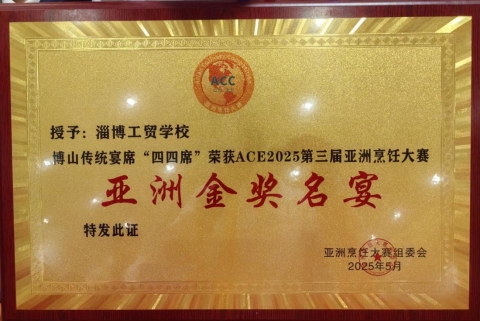 ACC
授予：淄博工贸学校
博山传统宴席“四四席”荣获ACE2025第三届亚洲烹饪大赛
亚洲金奖名宴
特发此证
亚洲烹饪大赛组委会
2025年5月